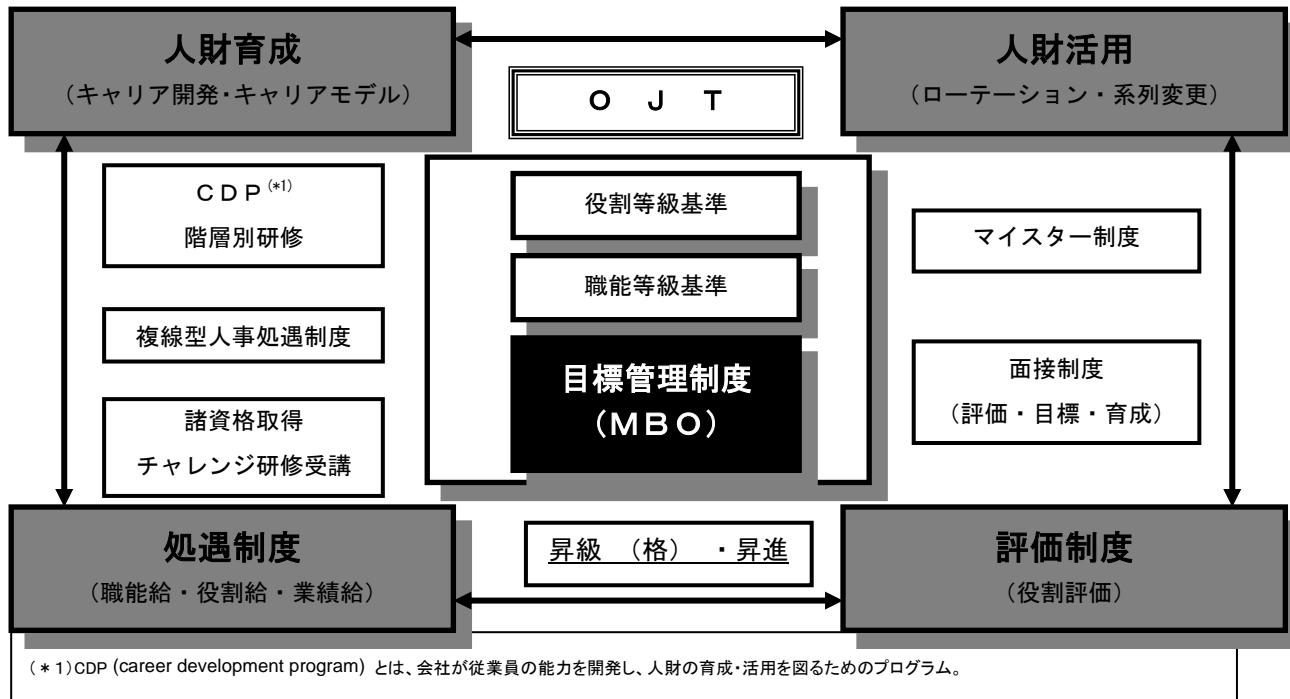 人財育成
（キャリア開発・キャリアモデル）
人財活用
（ローテーション・系列変更）
ＯＪＴ
ＣＤＰ(*1)
階層別研修
複線型人事処遇制度
諸資格取得
チャレンジ研修受講
役割等級基準
職能等級基準
目標管理制度
（ＭＢＯ）
マイスター制度
面接制度
（評価・目標・育成）
処遇制度
（職能給・役割給・業績給）
昇級　（格）　・昇進
評価制度
（役割評価）
（＊1）CDP (career development program) とは、会社が従業員の能力を開発し、人財の育成・活用を図るためのプログラム。